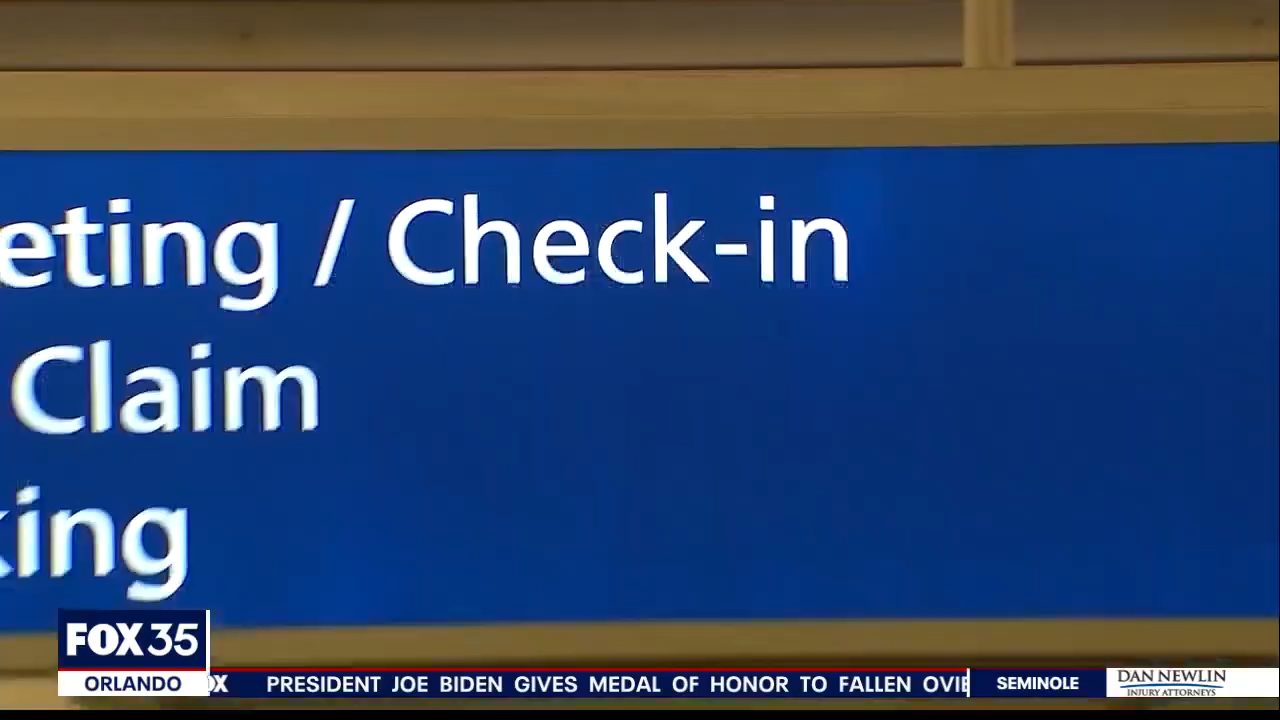 eting / Check-in
Claim
king
FOX 35
ORLANDO
PRESIDENT JOE BIDEN GIVES MEDAL OF HONOR TO FALLEN OVIE
SEMINOLE
DAN NEWLIN
INJURY ATTORNEYS